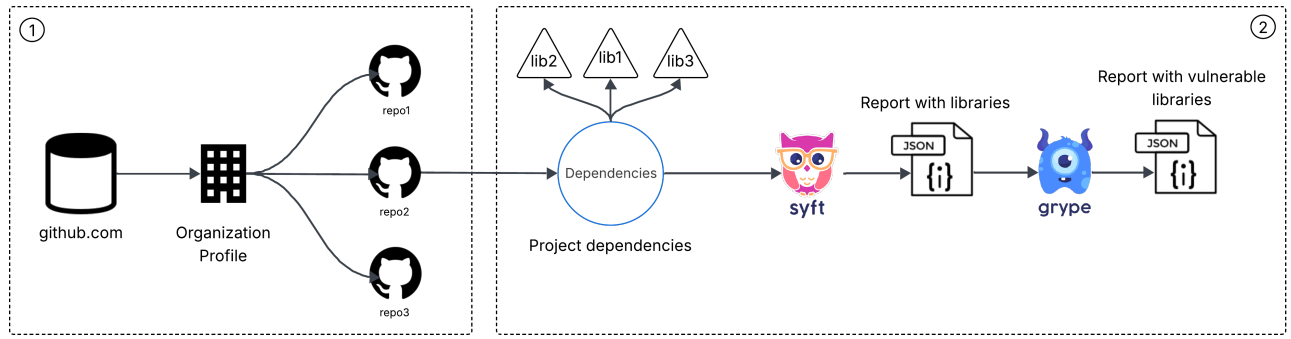 1
github.com
Organization
Profile
repo1
repo2
repo3
2
lib2
lib1
lib3
Dependencies
Project dependencies
syft
Report with libraries
JSON
{i}
grype
Report with vulnerable
libraries
JSON
{i}